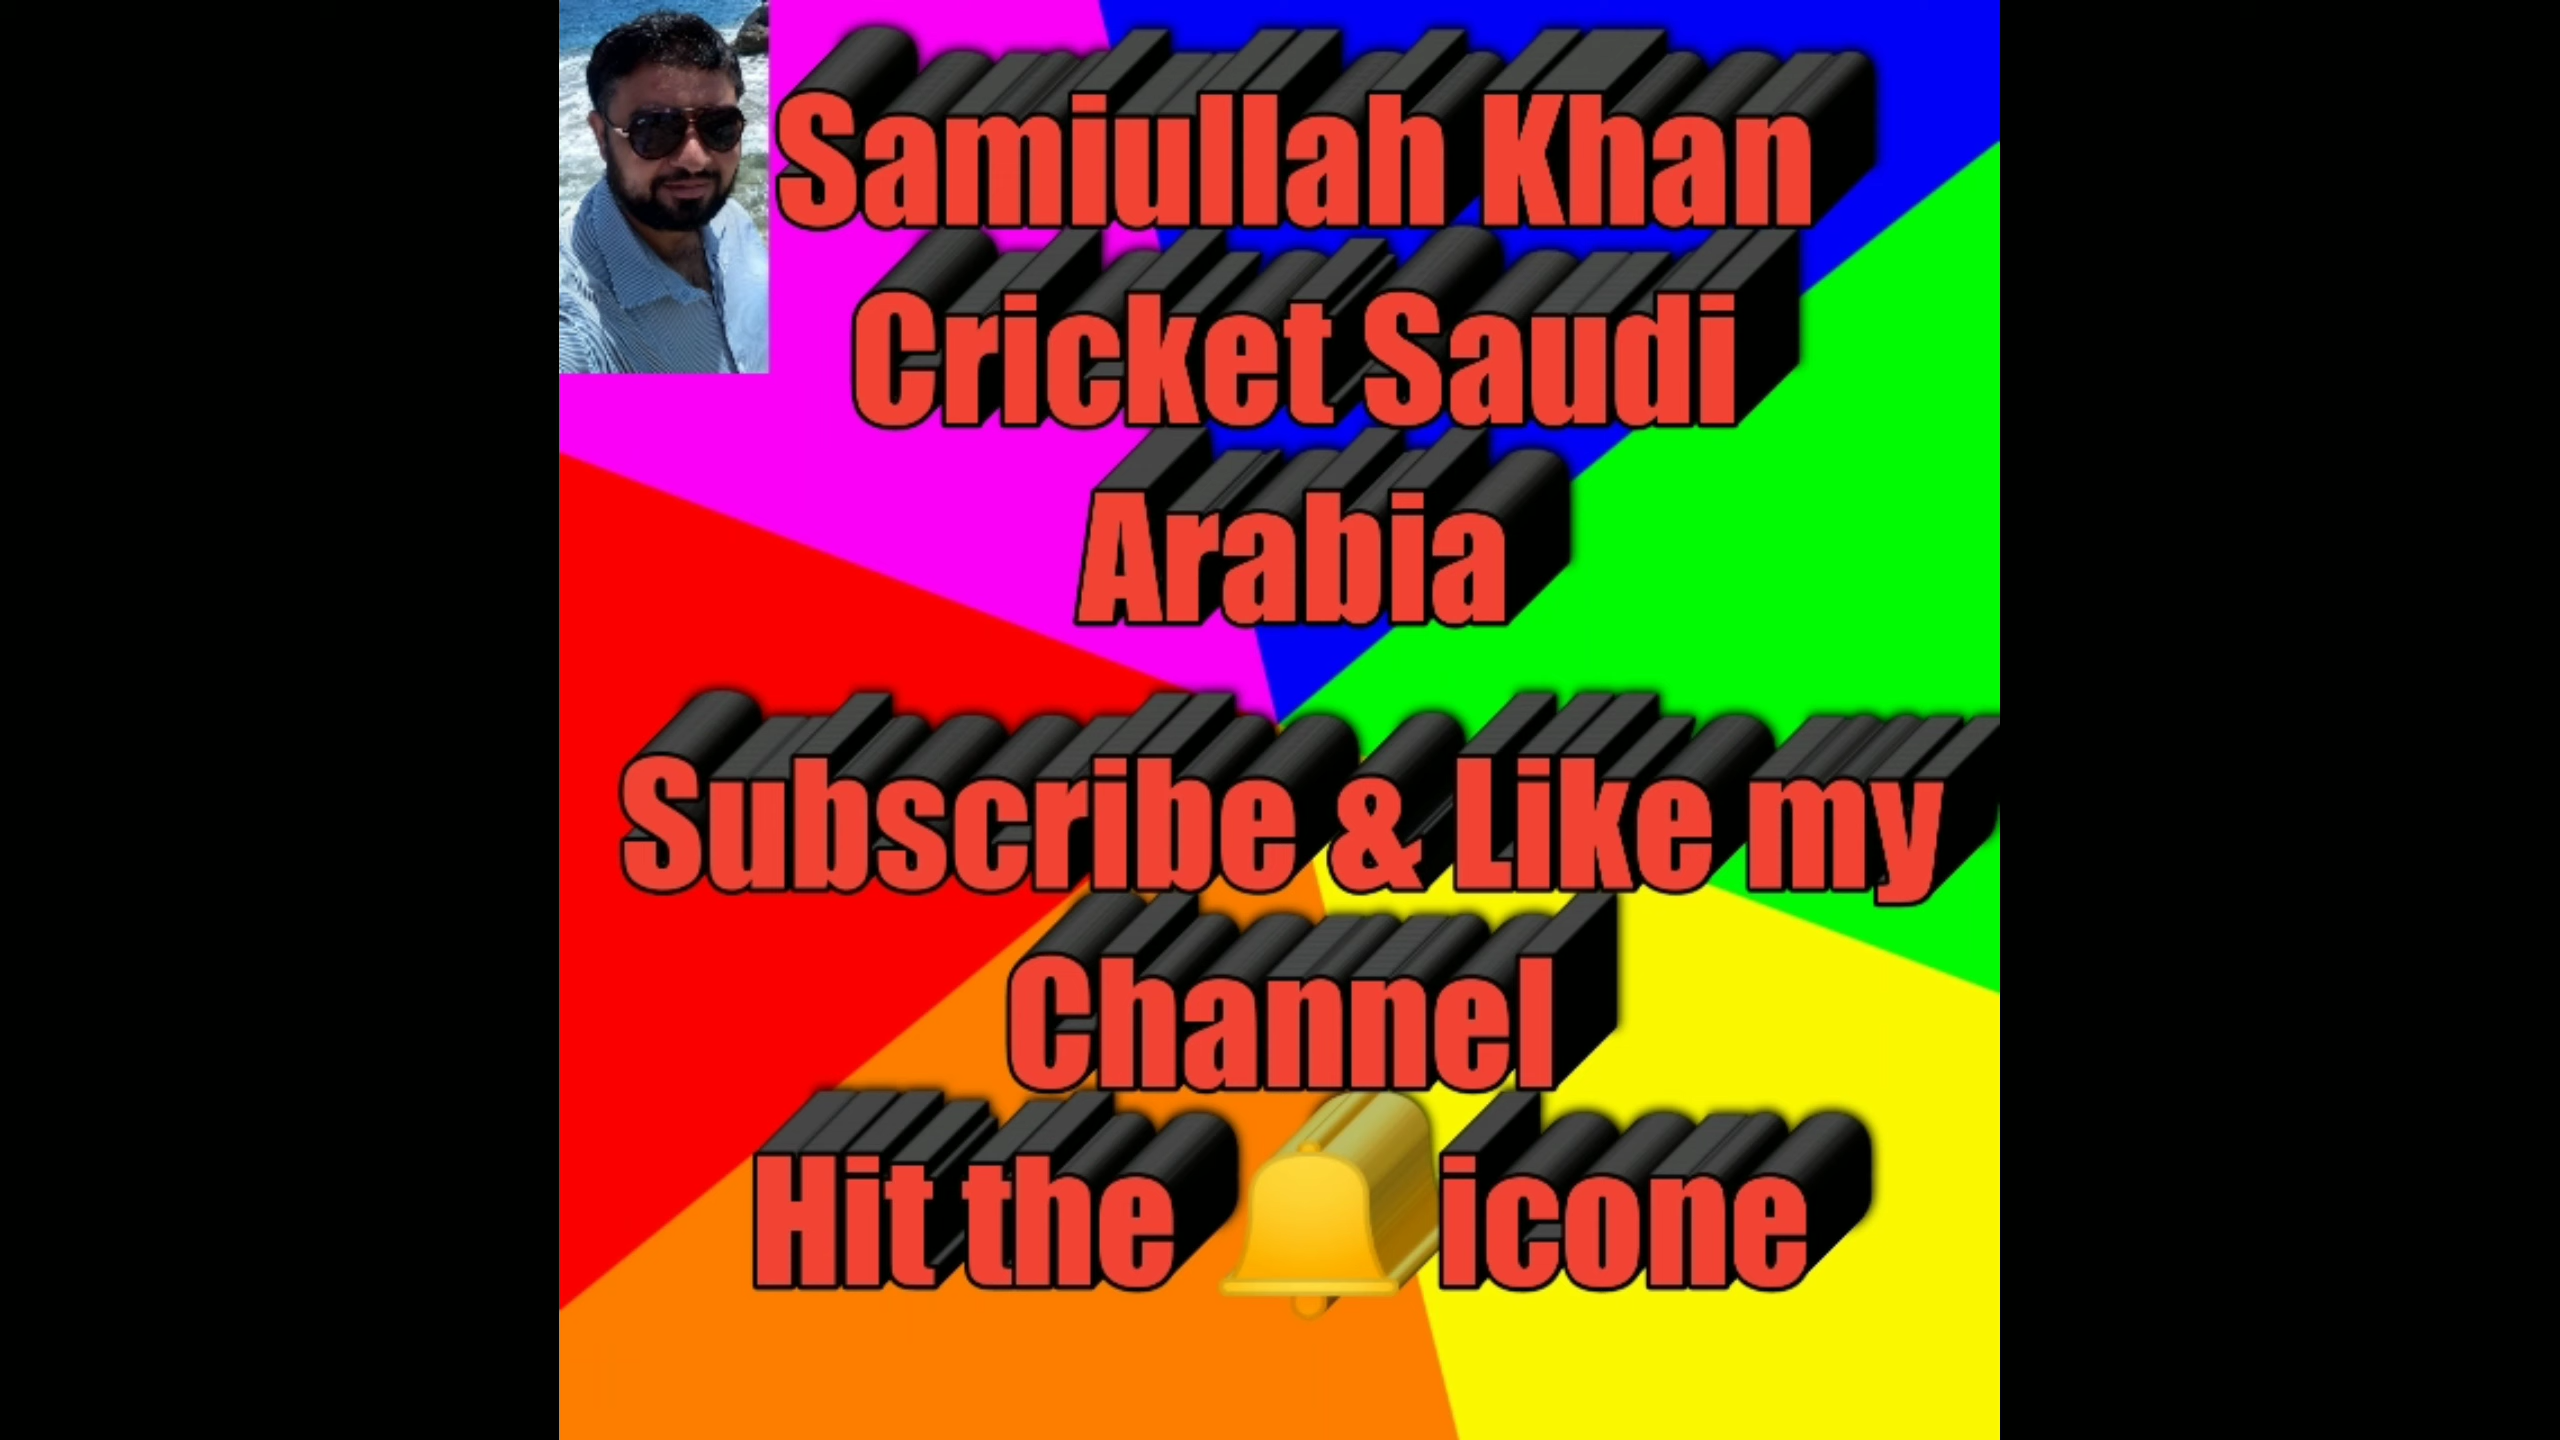 Samiullah Khan
Cricket Saudi
Arabia
Subscribe & Like my
Channel
Hit the 🔔 icone